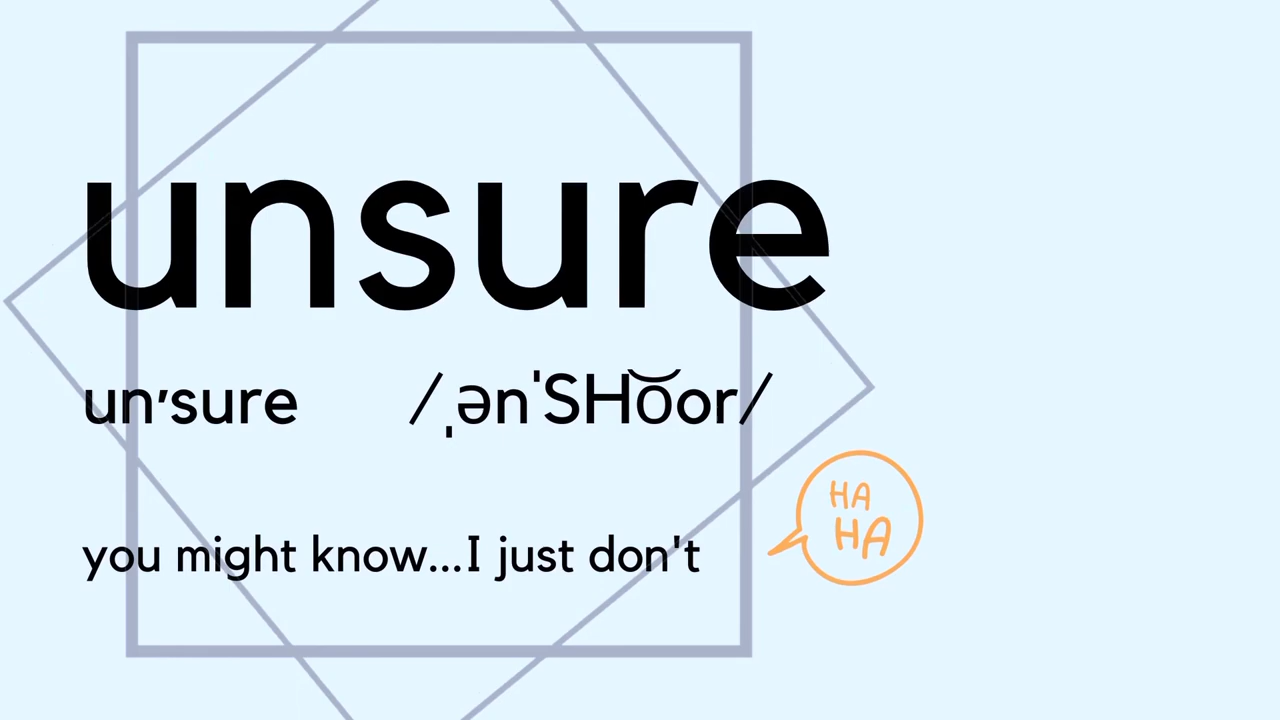 unsure
un′sure /ˌənˈSHo͝or/
you might know...I just don't
HA
HA